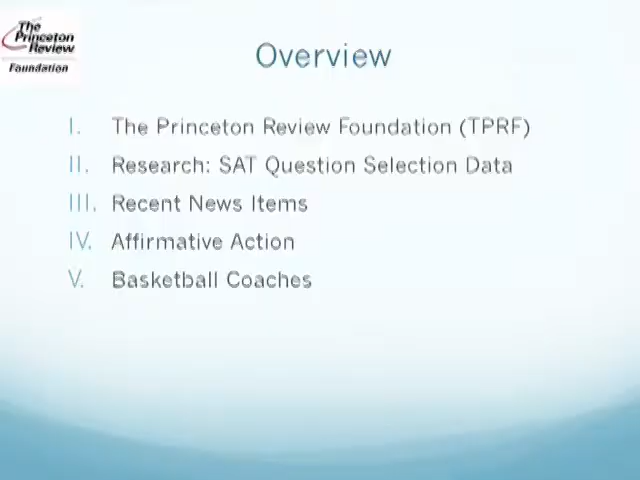 The
Princeton
Review
Foundation
Overview
I. The Princeton Review Foundation (TPRF)
II. Research: SAT Question Selection Data
III. Recent News Items
IV. Affirmative Action
V. Basketball Coaches